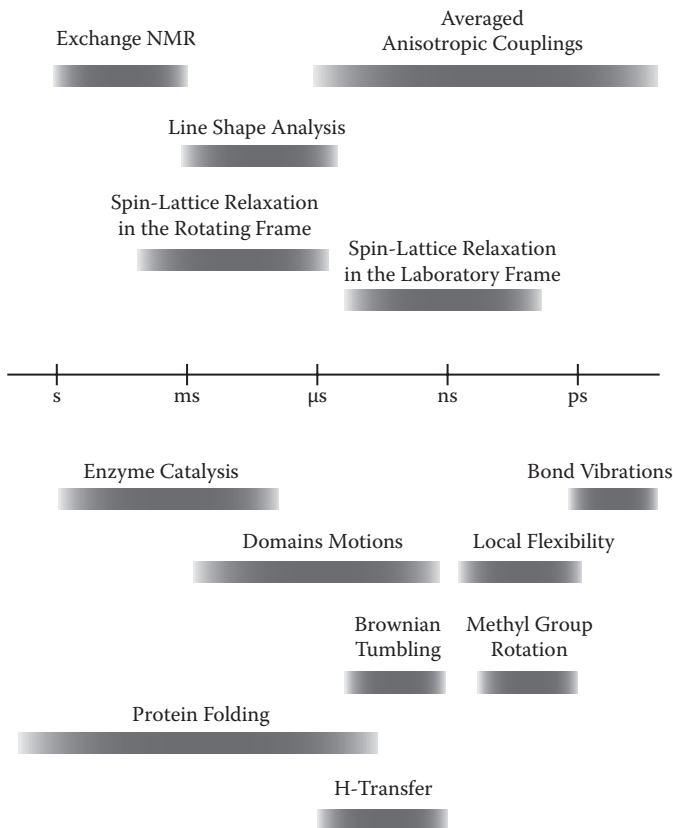 Averaged
Exchange NMR
Anisotropic Couplings
Line Shape Analysis
Spin-Lattice Relaxation
in the Rotating Frame
Spin-Lattice Relaxation
in the Laboratory Frame
s ms μs ns ps
Enzyme Catalysis
Bond Vibrations
Domains Motions
Local Flexibility
Brownian
Tumbling
Methyl Group
Rotation
Protein Folding
H-Transfer